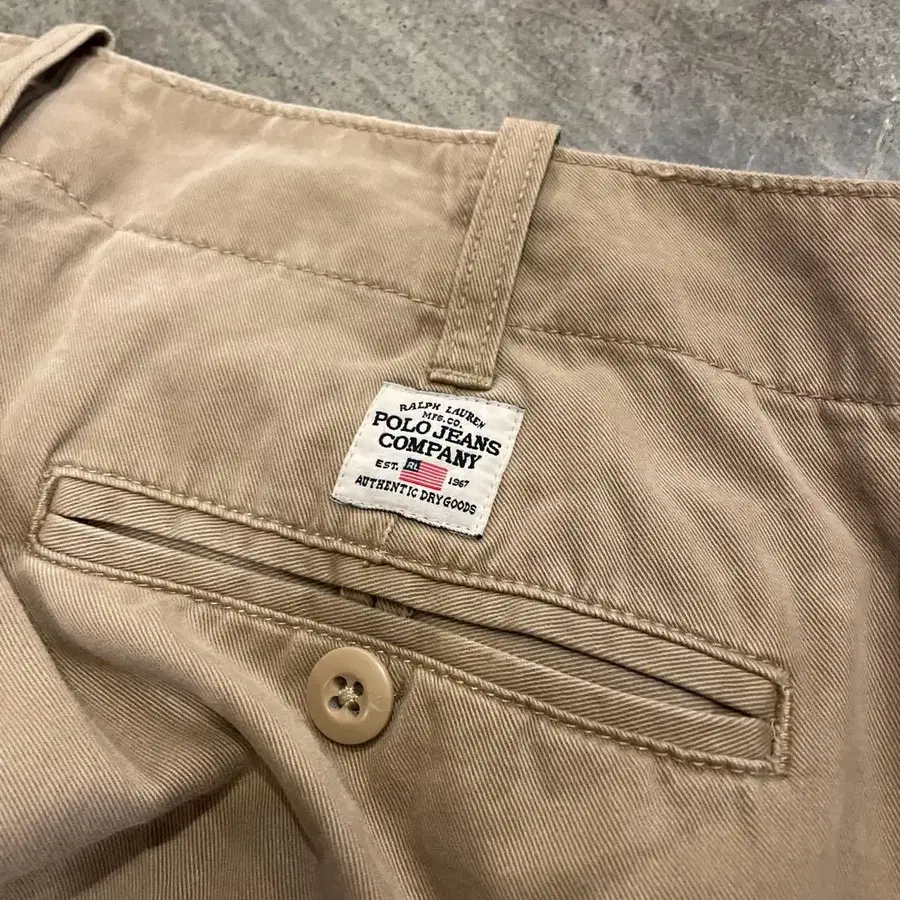 RALPH LAUREN
MFG. CO.
POLO JEANS
COMPANY
EST. RL 1967
AUTHENTIC DRY GOODS